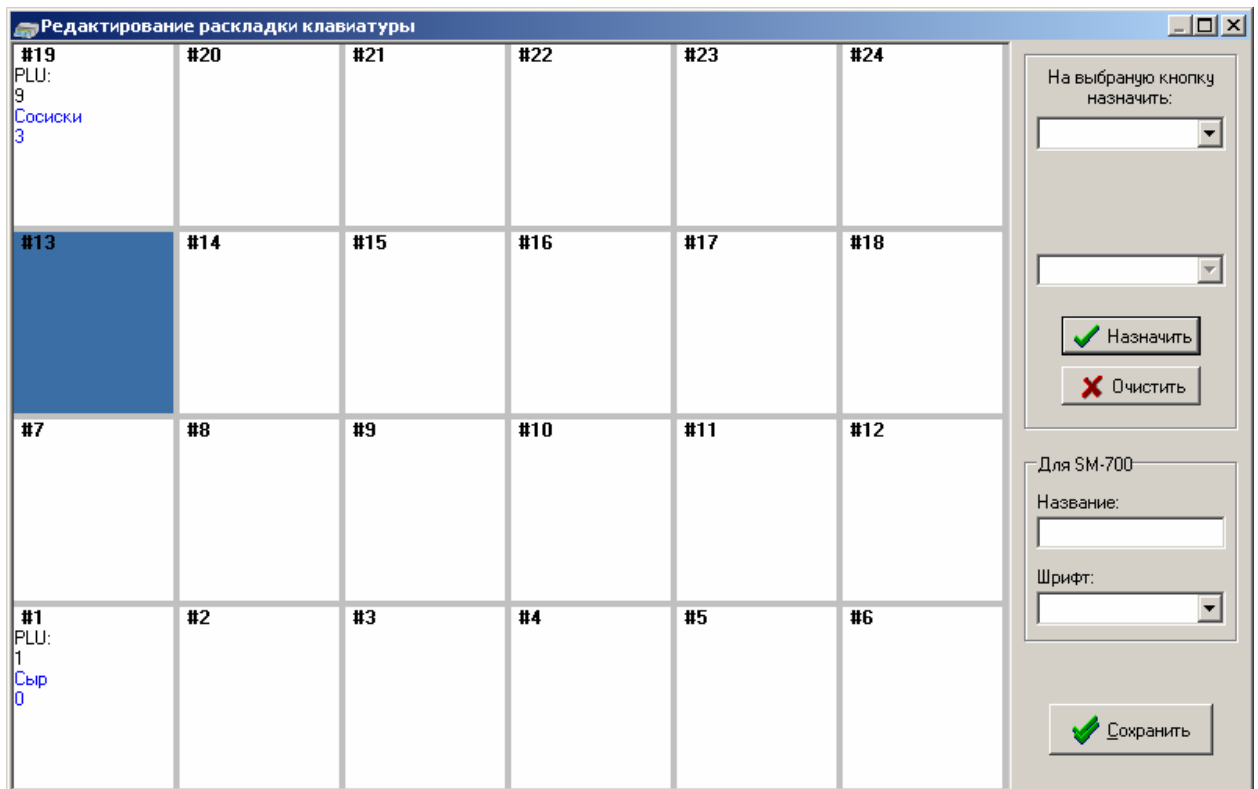 Редактирование раскладки клавиатуры
#19 #20 #21 #22 #23 #24
PLU:
9
Сосиски
3
#13 #14 #15 #16 #17 #18
#7 #8 #9 #10 #11 #12
#1 #2 #3 #4 #5 #6
PLU:
1
Сыр
0
На выбраную кнопку
назначить:
Назначить
Очистить
Для SM-700
Название:
Шрифт:
Сохранить